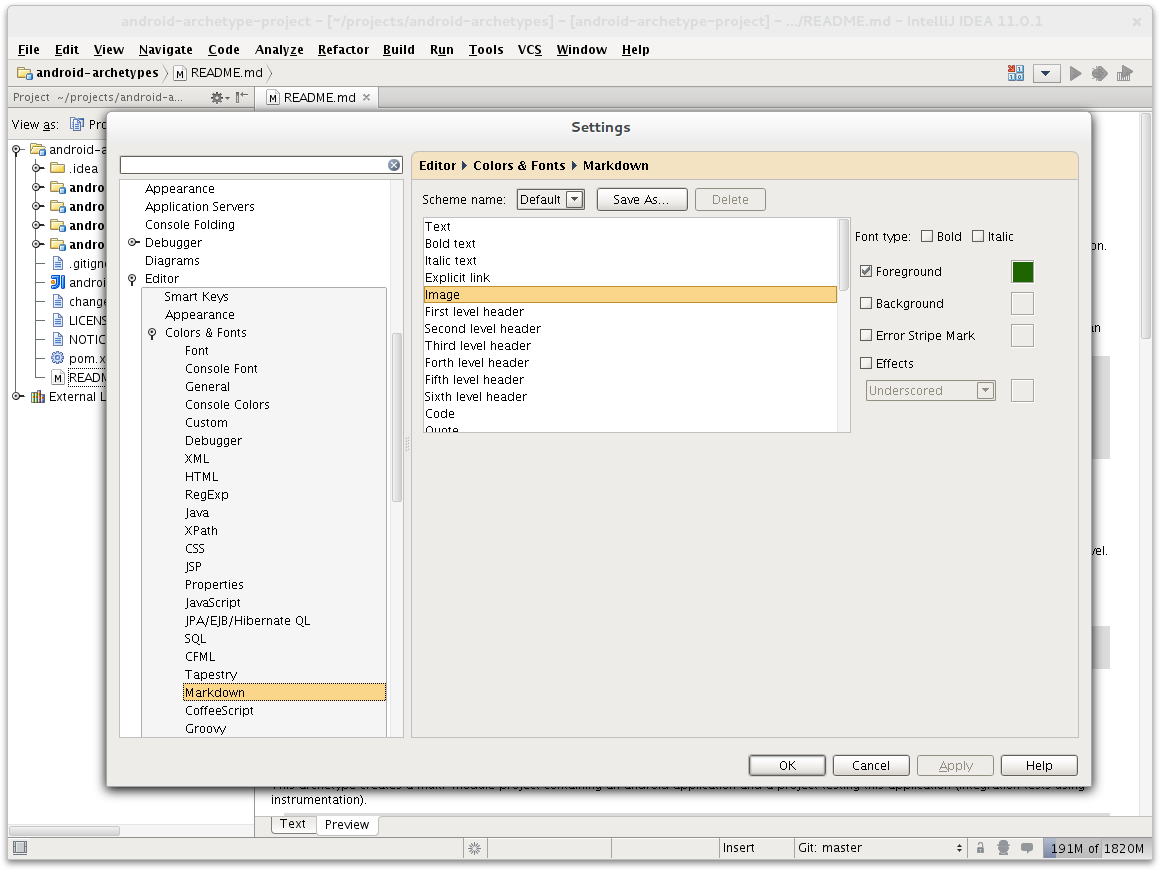 android-archetype-project – [~/projects/android-archetypes] – [android-archetype-project] – .../README.md – IntelliJ IDEA 11.0.1
File Edit View Navigate Code Analyze Refactor Build Run Tools VCS Window Help
android-archetypes README.md
Project ~/projects/android-a...
README.md
View as:
android-a
.idea
andro
andro
andro
andro
.gitign
androi
change
LICENS
NOTIC
pom.x
READM
External L
Settings
Appearance
Application Servers
Console Folding
Debugger
Diagrams
Editor
Smart Keys
Appearance
Colors & Fonts
Font
Console Font
General
Console Colors
Custom
Debugger
XML
HTML
RegExp
Java
XPath
CSS
JSP
Properties
JavaScript
JPA/EJB/Hibernate QL
SQL
CFML
Tapestry
Markdown
CoffeeScript
Groovy
Editor Colors & Fonts Markdown
Scheme name: Default Save As... Delete
Text
Bold text
Italic text
Explicit link
Image
First level header
Second level header
Third level header
Forth level header
Fifth level header
Sixth level header
Code
Quote
Font type: Bold Italic
Foreground
Background
Error Stripe Mark
Effects
Underscored
OK Cancel Apply Help
on.
an
vel.
This archetype creates a multi-module project containing an android application and a project testing this application (integration tests using
instrumentation).
Text Preview
Insert Git: master 191M of 1820M